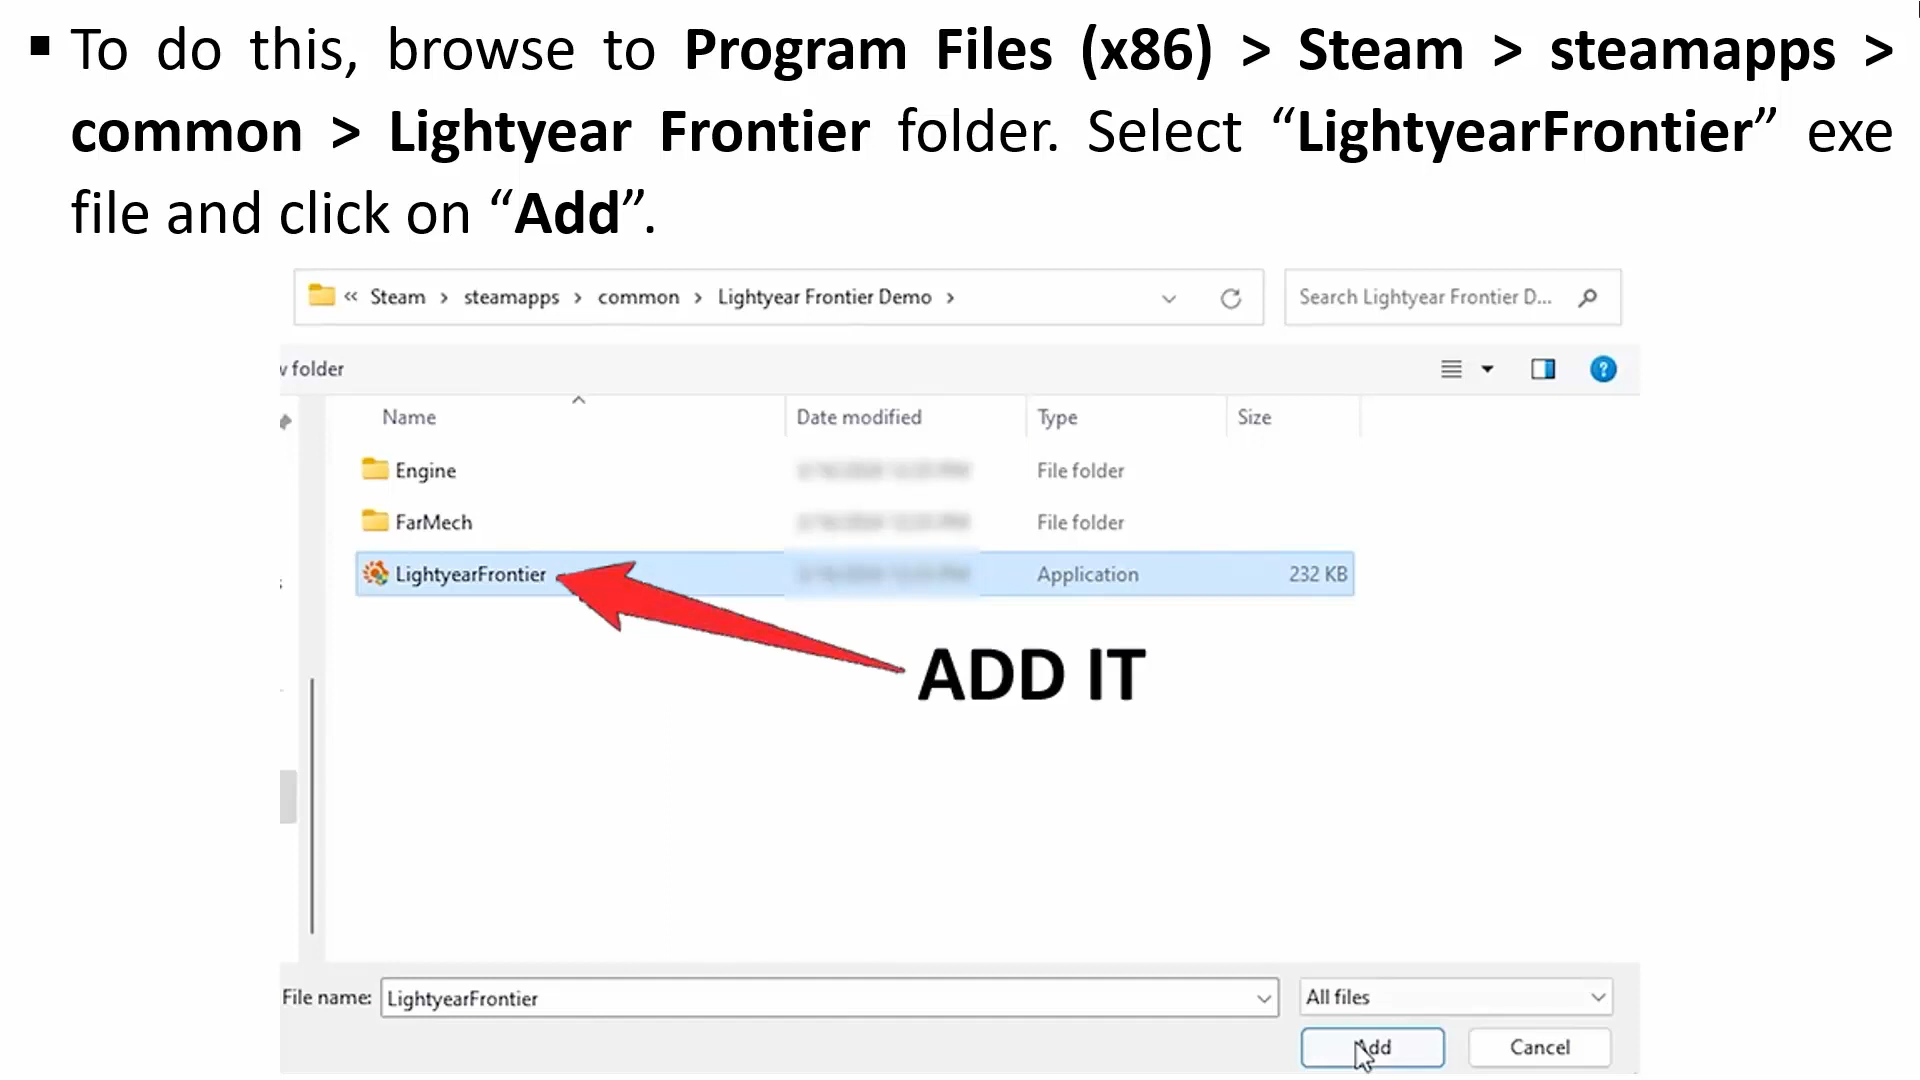 ▪ To do this, browse to Program Files (x86) > Steam > steamapps >
common > Lightyear Frontier folder. Select “LightyearFrontier” exe
file and click on “Add”.
« Steam > steamapps > common > Lightyear Frontier Demo >
Search Lightyear Frontier D...
folder
Name Date modified Type Size
Engine File folder
FarMech File folder
LightyearFrontier Application 232 KB
ADD IT
File name: LightyearFrontier All files
Add Cancel